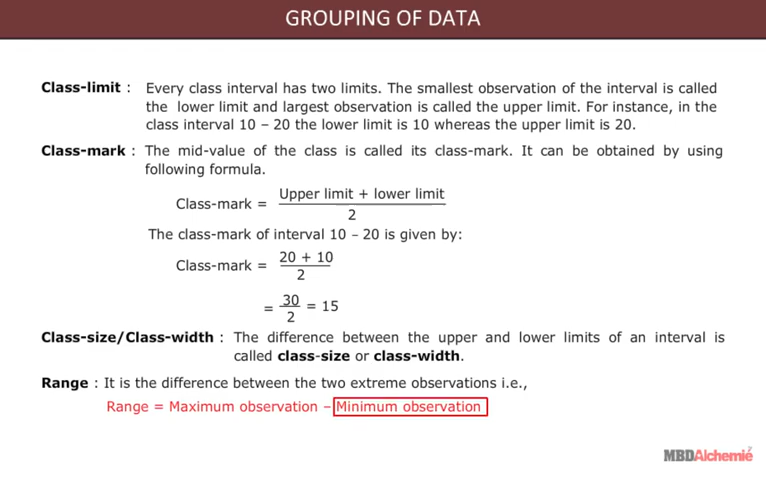 GROUPING OF DATA
Class-limit : Every class interval has two limits. The smallest observation of the interval is called
the lower limit and largest observation is called the upper limit. For instance, in the
class interval 10 – 20 the lower limit is 10 whereas the upper limit is 20.
Class-mark : The mid-value of the class is called its class-mark. It can be obtained by using
following formula.
Class-mark = Upper limit + lower limit
2
The class-mark of interval 10 – 20 is given by:
Class-mark = 20 + 10
2
= 30 = 15
2
Class-size/Class-width : The difference between the upper and lower limits of an interval is
called class-size or class-width.
Range : It is the difference between the two extreme observations i.e.,
Range = Maximum observation – Minimum observation
MBDAlchemie